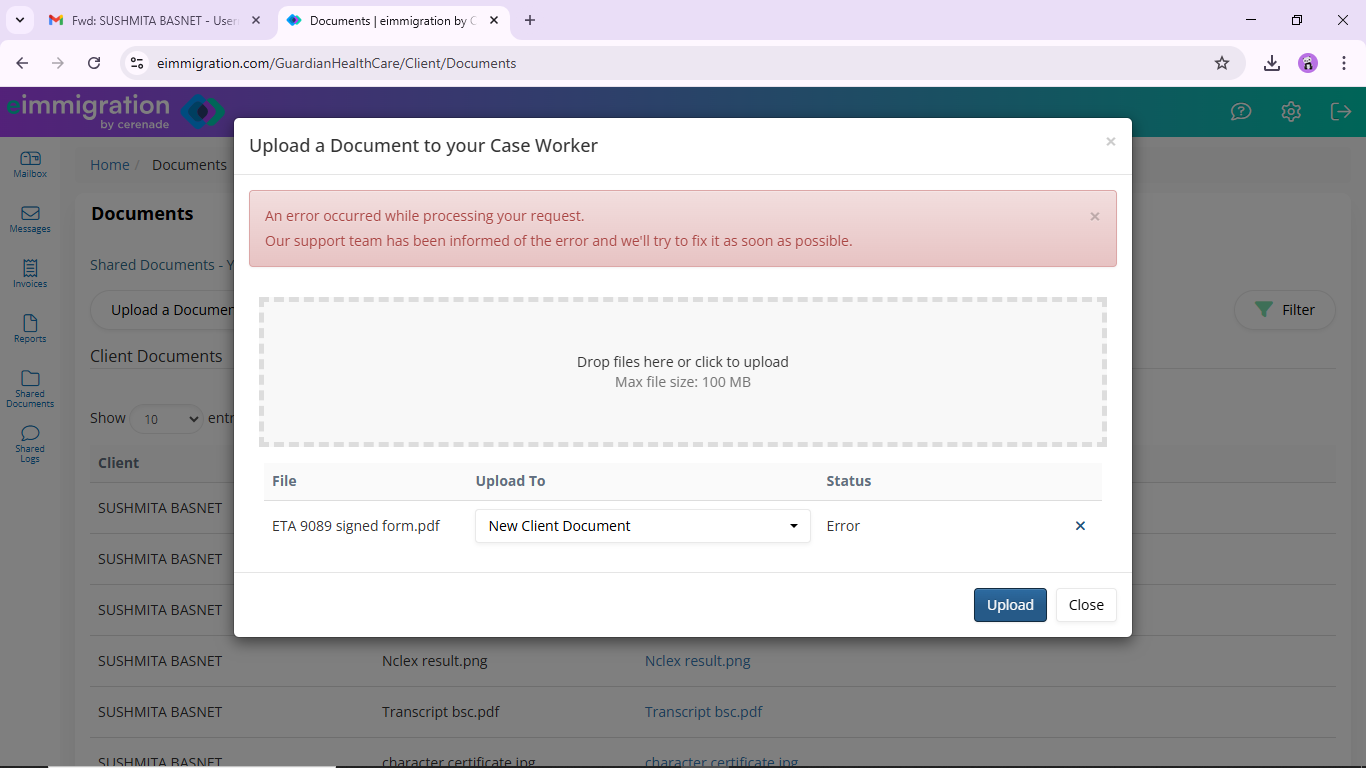 Fwd: SUSHMITA BASNET - User
Documents | eimmigration by C
eimmigration.com/GuardianHealthCare/Client/Documents
eimmigration
by cerenade
Mailbox
Messages
Invoices
Reports
Shared
Documents
Shared
Logs
Home / Documents
Documents
Shared Documents - Y
Upload a Documen
Filter
Client Documents
Show 10 entr
Client
SUSHMITA BASNET
SUSHMITA BASNET
SUSHMITA BASNET
SUSHMITA BASNET Nclex result.png Nclex result.png
SUSHMITA BASNET Transcript bsc.pdf Transcript bsc.pdf
SUSHMITA BASNET character certificate.jpg character certificate.jpg
Upload a Document to your Case Worker ×
An error occurred while processing your request. ×
Our support team has been informed of the error and we'll try to fix it as soon as possible.
Drop files here or click to upload
Max file size: 100 MB
File Upload To Status
ETA 9089 signed form.pdf New Client Document Error ×
Upload Close